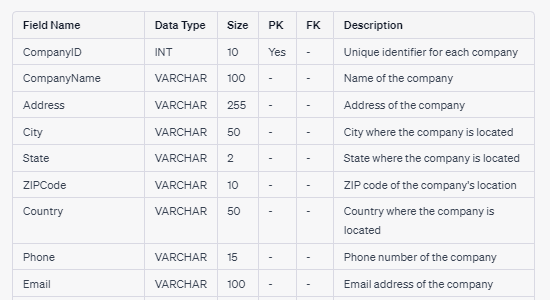 Field Name Data Type Size PK FK Description
CompanyID INT 10 Yes - Unique identifier for each company
CompanyName VARCHAR 100 - - Name of the company
Address VARCHAR 255 - - Address of the company
City VARCHAR 50 - - City where the company is located
State VARCHAR 2 - - State where the company is located
ZIPCode VARCHAR 10 - - ZIP code of the company's location
Country VARCHAR 50 - - Country where the company is
located
Phone VARCHAR 15 - - Phone number of the company
Email VARCHAR 100 - - Email address of the company